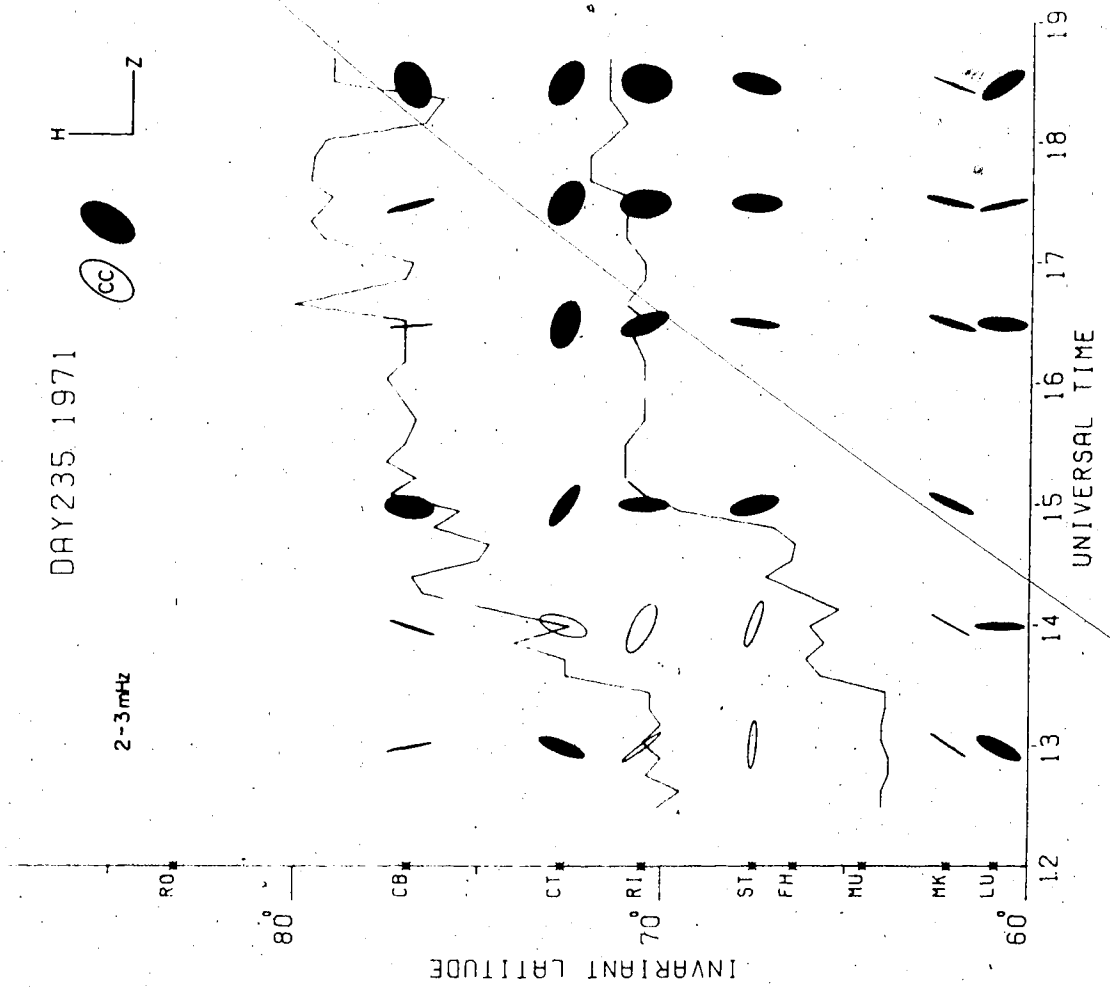 DAY235 1971
2-3mHz
CC
H
Z
INVARIANT LATITUDE
80°
70°
60°
RO
CB
CT
RI
ST
FH
MU
MK
LU
12 13 14 15 16 17 18 19
UNIVERSAL TIME